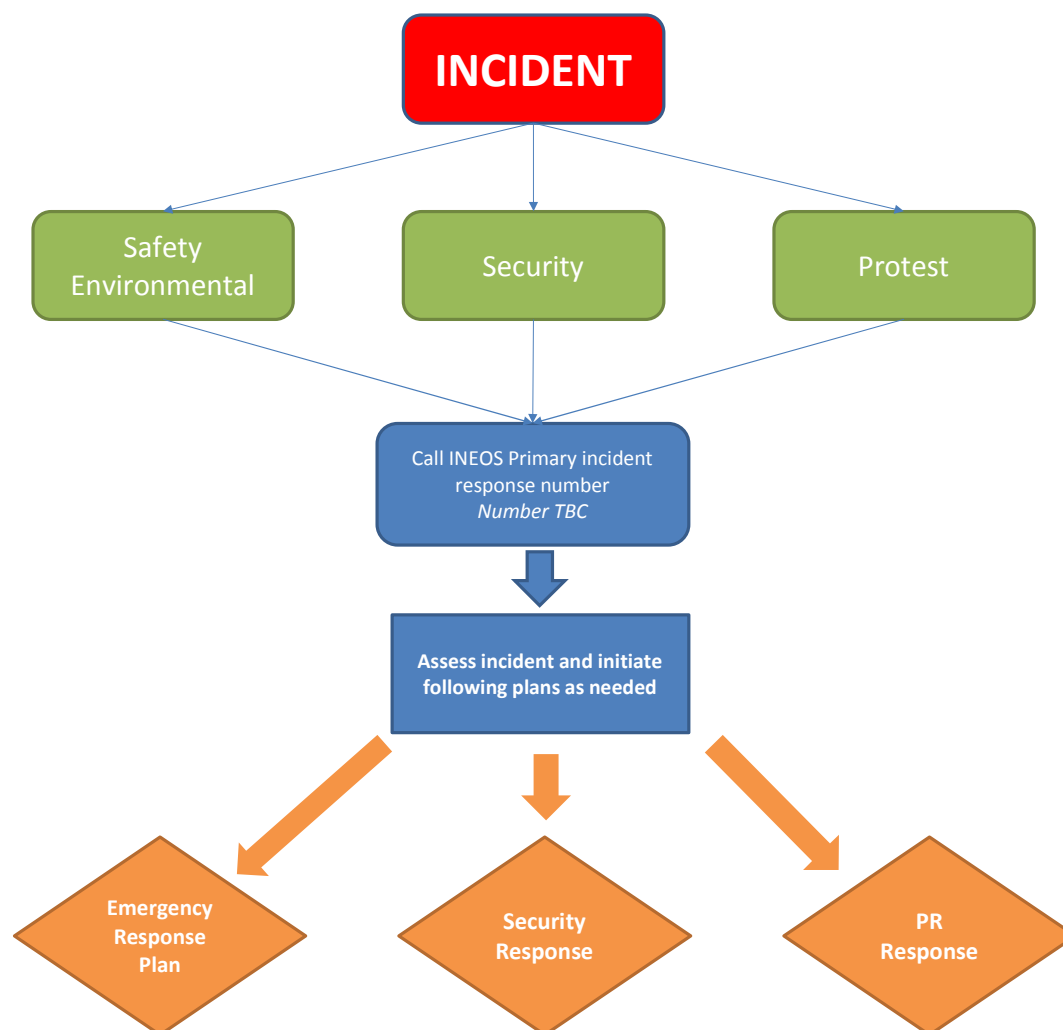 INCIDENT
Safety
Environmental
Security
Protest
Call INEOS Primary incident
response number
Number TBC
Assess incident and initiate
following plans as needed
Emergency
Response
Plan
Security
Response
PR
Response